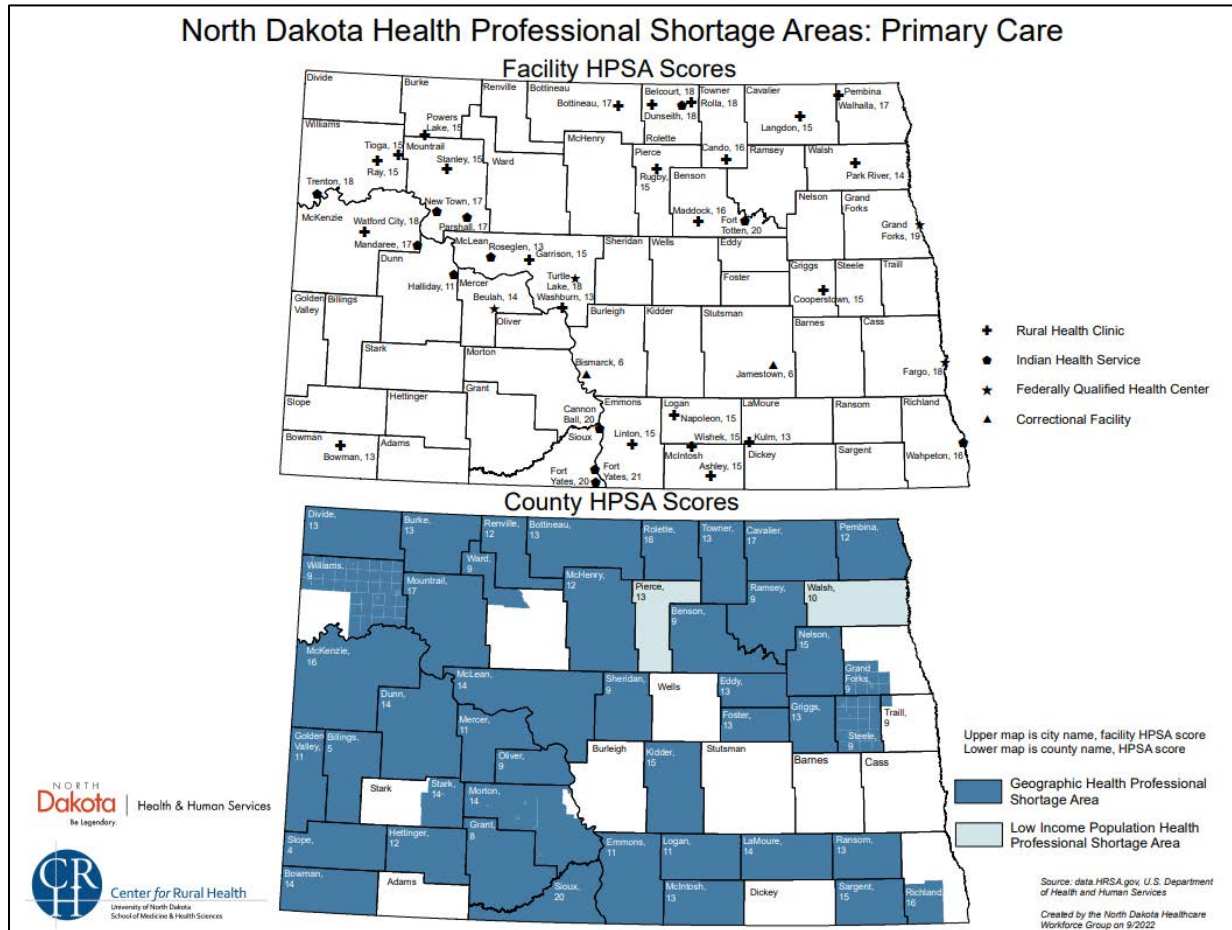 North Dakota Health Professional Shortage Areas: Primary Care
Facility HPSA Scores
Divide
Burke
Renville
Bottineau
Bottineau, 17
Belcourt, 18
Dunseith, 18
Rolette
Towner
Rolla, 18
Cavalier
Langdon, 15
Pembina
Walhalla, 17
Williams
Powers
Lake, 15
Tioga, 15
Mountrail
Ray, 15
Stanley, 15
Ward
McHenry
Pierce
Rugby,
15
Cando, 16
Ramsey
Walsh
Park River, 14
Benson
Trenton, 18
New Town, 17
Parshall, 17
Maddock, 16
Fort
Totten, 20
Nelson
Grand
Forks
Grand
Forks, 19
McKenzie
Watford City, 18
Mandaree, 17
McLean
Roseglen, 13
Garrison, 15
Sheridan
Wells
Eddy
Dunn
Halliday, 11
Mercer
Beulah, 14
Turtle
Lake, 18
Washburn, 13
Foster
Griggs
Cooperstown, 15
Steele
Traill
Golden
Valley
Billings
Oliver
Burleigh
Kidder
Stutsman
Barnes
Cass
Stark
Morton
Bismarck, 6
Jamestown, 6
Fargo, 18
Slope
Hettinger
Grant
Cannon
Ball, 20
Emmons
Logan
Napoleon, 15
LaMoure
Ransom
Richland
Bowman
Bowman, 13
Adams
Sioux
Linton, 15
Wishek, 15
McIntosh
Kulm, 13
Ashley, 15
Dickey
Sargent
Wahpeton, 16
Fort
Yates, 20
Fort
Yates, 21
Rural Health Clinic
Indian Health Service
Federally Qualified Health Center
Correctional Facility
County HPSA Scores
Divide,
13
Burke,
13
Renville,
12
Bottineau,
13
Rolette,
16
Towner,
13
Cavalier,
17
Pembina,
12
Williams,
9
Mountrail,
17
Ward,
9
McHenry,
12
Pierce,
13
Benson,
9
Ramsey,
9
Walsh,
10
Nelson,
15
McKenzie,
16
McLean,
14
Sheridan,
9
Wells
Eddy,
13
Grand
Forks,
9
Dunn,
14
Mercer,
11
Foster,
13
Griggs,
13
Steele,
9
Traill,
9
Golden
Valley,
11
Billings,
5
Oliver,
9
Burleigh
Kidder,
15
Stutsman
Barnes
Cass
Stark
Stark,
14
Morton,
14
Slope,
4
Hettinger,
12
Grant,
8
Emmons,
11
Logan,
11
LaMoure,
14
Ransom,
13
Bowman,
14
Adams
Sioux,
20
McIntosh,
13
Dickey
Sargent,
15
Richland,
16
Upper map is city name, facility HPSA score
Lower map is county name, HPSA score
Geographic Health Professional
Shortage Area
Low Income Population Health
Professional Shortage Area
NORTH
Dakota
Be Legendary.
Health & Human Services
CRH
Center for Rural Health
University of North Dakota
School of Medicine & Health Sciences
Source: data.HRSA.gov, U.S. Department
of Health and Human Services
Created by the North Dakota Healthcare
Workforce Group on 9/2022